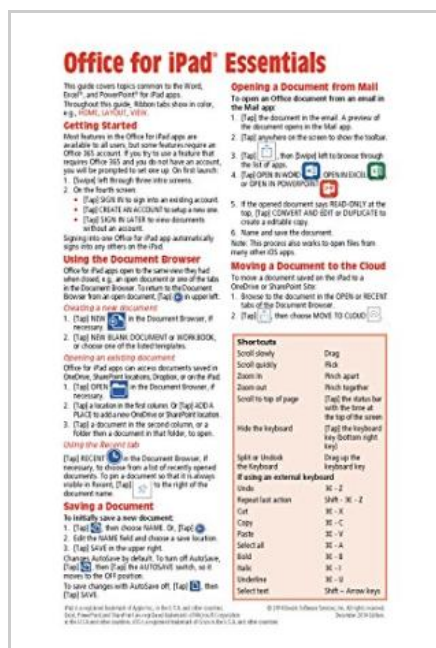 Office for iPad® Essentials
This guide covers topics common to the Word,
Excel®, and PowerPoint® for iPad apps.
Throughout this guide, Ribbon tabs show in color,
e.g., HOME, LAYOUT, VIEW.
Getting Started
Most features in the Office for iPad apps are
available to all users, but some features require an
Office 365 account. If you try to use a feature that
requires Office 365 and you do not have an account,
you will be prompted to set one up. On first launch:
1. [Swipe] left through three intro screens.
2. On the fourth screen:
• [Tap] SIGN IN to sign into an existing account.
• [Tap] CREATE AN ACCOUNT to setup a new one.
• [Tap] SIGN IN LATER to view documents
without an account.
Signing into one Office for iPad app automatically
signs into any others on the iPad.
Using the Document Browser
Office for iPad apps open to the same view they had
when closed, e.g., an open document or one of the tabs
in the Document Browser. To return to the Document
Browser from an open document, [Tap] in upper left.
Creating a new document
1. [Tap] NEW in the Document Browser, if
necessary.
2. [Tap] NEW BLANK DOCUMENT or WORKBOOK,
or choose one of the listed templates.
Opening an existing document
Office for iPad apps can access documents saved in
OneDrive, SharePoint locations, Dropbox, or on the iPad.
1. [Tap] OPEN in the Document Browser, if
necessary.
2. [Tap] a location in the first column. Or [Tap] ADD A
PLACE to add a new OneDrive or SharePoint location.
3. [Tap] a document in the second column, or a
folder then a document in that folder, to open.
Using the Recent tab
[Tap] RECENT in the Document Browser, if
necessary, to choose from a list of recently opened
documents. To pin a document so that it is always
visible in Recent, [Tap] to the right of the
document name.
Saving a Document
To initially save a new document:
1. [Tap] , then choose NAME. Or, [Tap] .
2. Edit the NAME field and choose a save location.
3. [Tap] SAVE in the upper right.
Changes AutoSave by default. To turn off AutoSave,
[Tap] , then [Tap] the AUTOSAVE switch, so it
moves to the OFF position.
To save changes with AutoSave off, [Tap] , then
[Tap] SAVE.
Opening a Document from Mail
To open an Office document from an email in
the Mail app:
1. [Tap] the document in the email. A preview of
the document opens in the Mail app.
2. [Tap] anywhere on the screen to show the toolbar.
3. [Tap] , then [Swipe] left to browse through
the list of apps.
4. [Tap] OPEN IN WORD , OPEN IN EXCEL
or OPEN IN POWERPOINT
5. If the opened document says READ-ONLY at the
top, [Tap] CONVERT AND EDIT or DUPLICATE to
create a editable copy.
6. Name and save the document.
Note: This process also works to open files from
many other iOS apps.
Moving a Document to the Cloud
To move a document saved on the iPad to a
OneDrive or SharePoint Site:
1. Browse to the document in the OPEN or RECENT
tabs of the Document Browser.
2. [Tap] , then choose MOVE TO CLOUD
Shortcuts
Scroll slowly Drag
Scroll quickly Flick
Zoom in Pinch apart
Zoom out Pinch together
Scroll to top of page [Tap] the status bar
with the time at
the top of the screen
Hide the keyboard [Tap] the keyboard
key (bottom right
key)
Split or Undock Drag up the
the Keyboard keyboard key
If using an external keyboard
Undo ⌘ - Z
Repeat last action Shift - ⌘ - Z
Cut ⌘ - X
Copy ⌘ - C
Paste ⌘ - V
Select all ⌘ - A
Bold ⌘ - B
Italic ⌘ - I
Underline ⌘ - U
Select text Shift – Arrow keys